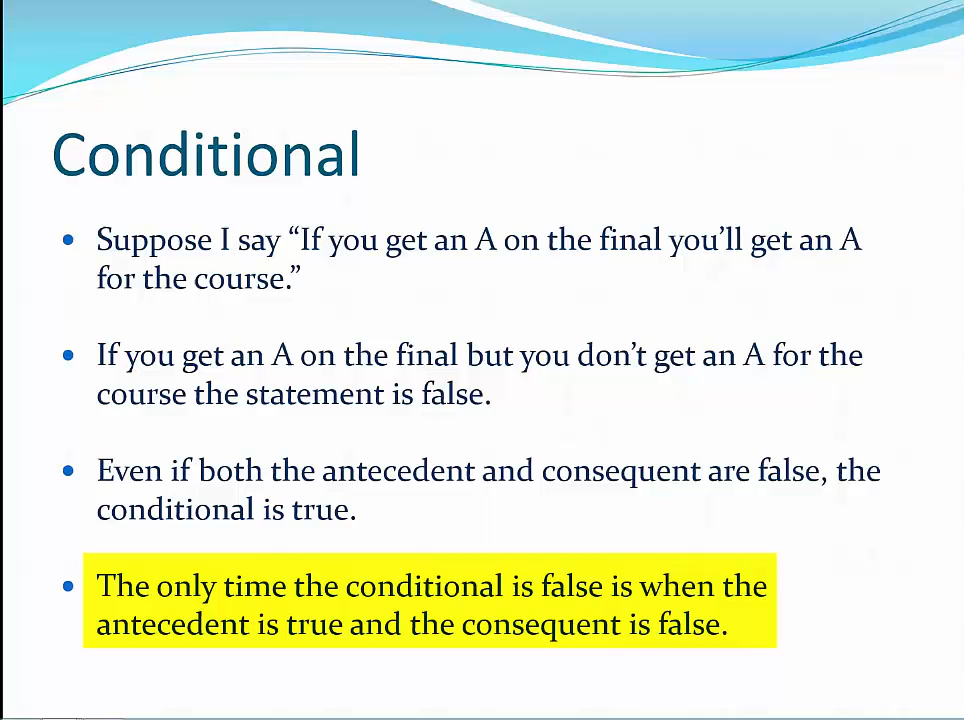 Conditional
• Suppose I say “If you get an A on the final you’ll get an A
for the course.”
• If you get an A on the final but you don’t get an A for the
course the statement is false.
• Even if both the antecedent and consequent are false, the
conditional is true.
• The only time the conditional is false is when the
antecedent is true and the consequent is false.